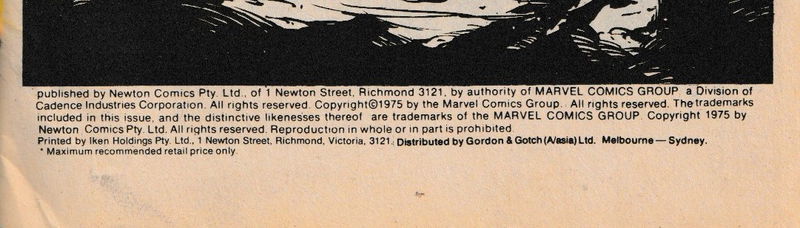 published by Newton Comics Pty. Ltd., of 1 Newton Street, Richmond 3121, by authority of MARVEL COMICS GROUP a Division of
Cadence Industries Corporation. All rights reserved. Copyright©1975 by the Marvel Comics Group. All rights reserved. The trademarks
included in this issue, and the distinctive likenesses thereof are trademarks of the MARVEL COMICS GROUP. Copyright 1975 by
Newton Comics Pty. Ltd. All rights reserved. Reproduction in whole or in part is prohibited.
Printed by Iken Holdings Pty. Ltd., 1 Newton Street, Richmond, Victoria, 3121. Distributed by Gordon & Gotch (A/asia) Ltd. Melbourne — Sydney.
* Maximum recommended retail price only.